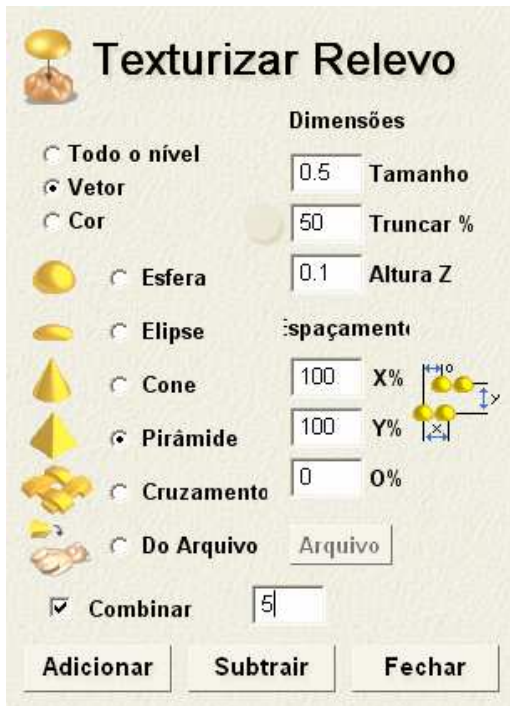 Texturizar Relevo
Dimensões
Todo o nível
Vetor
Cor
0.5 Tamanho
50 Truncar %
0.1 Altura Z
Esfera
Elipse
Cone
Pirâmide
Cruzamento
Do Arquivo
Espaçamento
100 X%
100 Y%
0 O%
O
Y
X
Arquivo
Combinar 5
Adicionar Subtrair Fechar